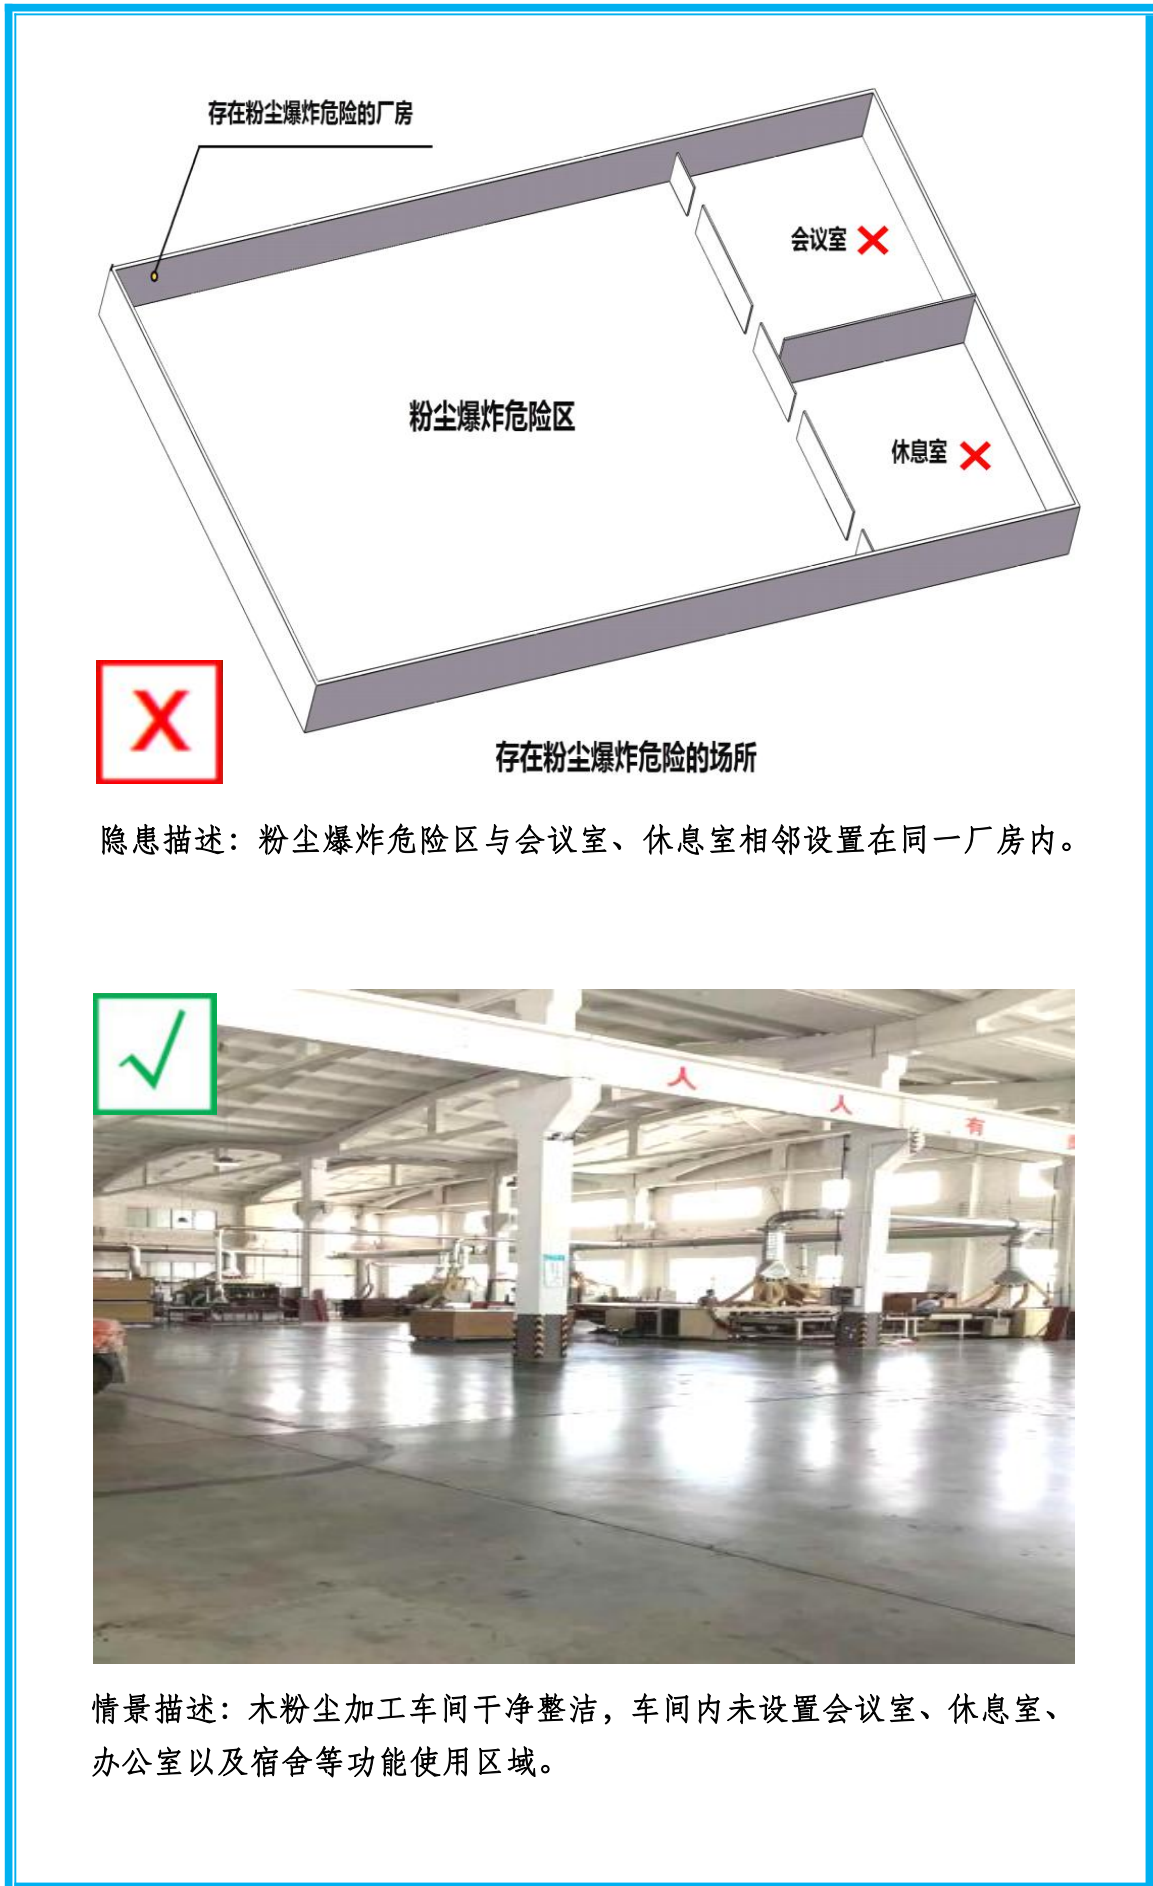 存在粉尘爆炸危险的厂房
会议室
粉尘爆炸危险区
休息室
X
存在粉尘爆炸危险的场所
隐患描述：粉尘爆炸危险区与会议室、休息室相邻设置在同一厂房内。
√
人人有
情景描述：木粉尘加工车间干净整洁，车间内未设置会议室、休息室、
办公室以及宿舍等功能使用区域。